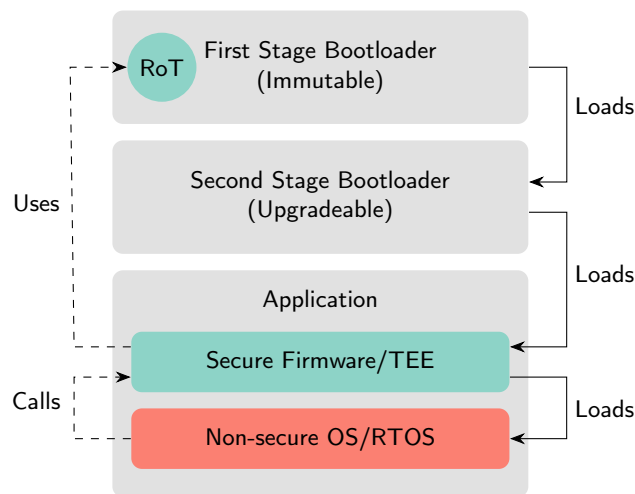 RoT
First Stage Bootloader
(Immutable)
Loads
Second Stage Bootloader
(Upgradeable)
Uses
Loads
Application
Secure Firmware/TEE
Calls
Loads
Non-secure OS/RTOS